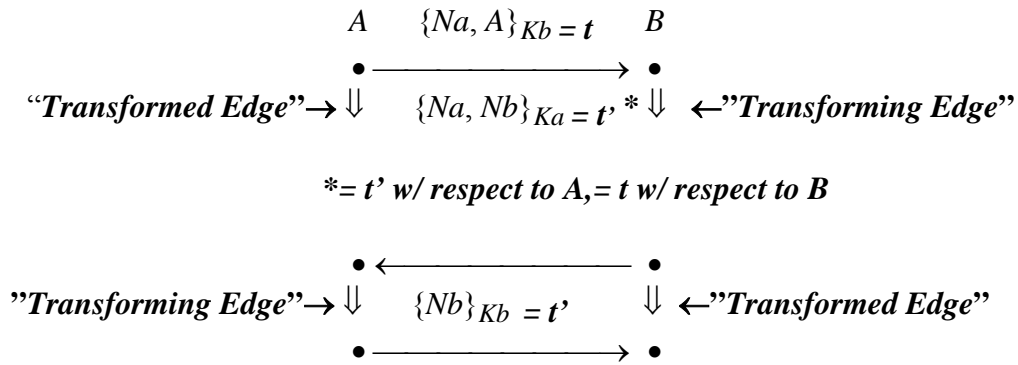 A {Na, A}Kb = t B
• ⟶ •
“Transformed Edge”→ ⇓ {Na, Nb}Ka = t’ * ⇓ ←”Transforming Edge”
*= t’ w/ respect to A,= t w/ respect to B
• ⟵ •
”Transforming Edge”→ ⇓ {Nb}Kb = t’ ⇓ ←”Transformed Edge”
• ⟶ •